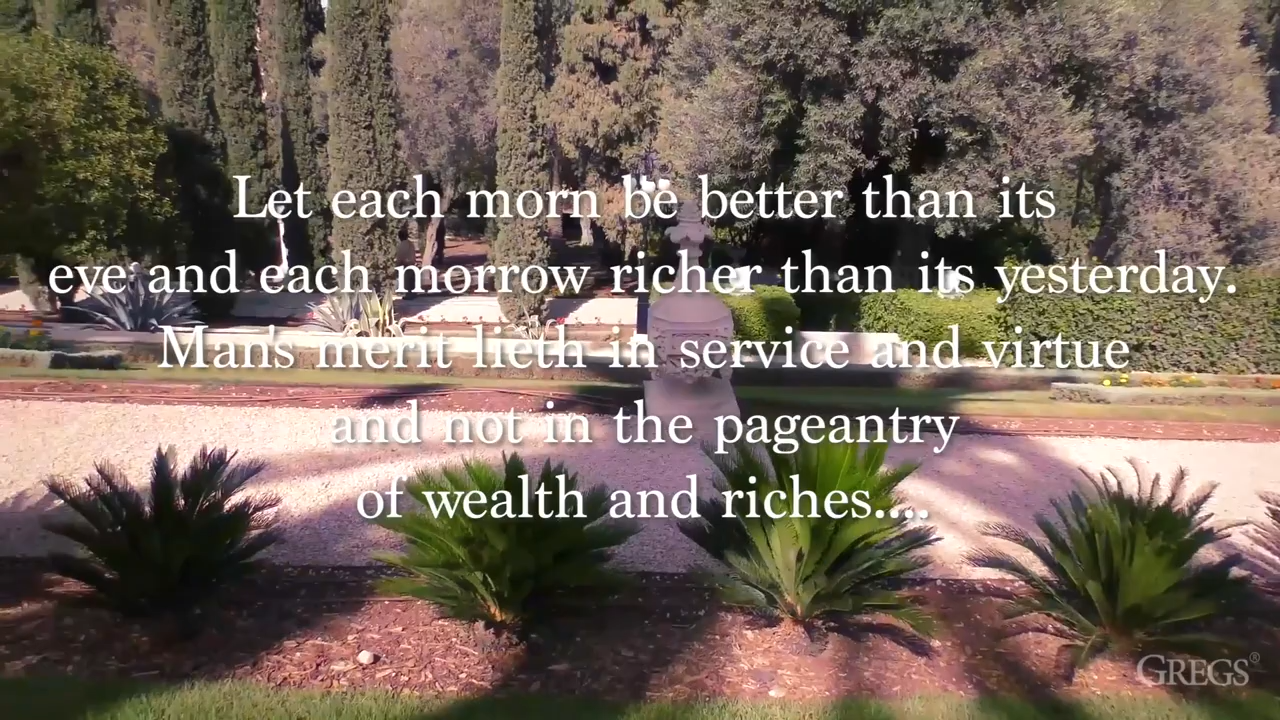 Let each morn be better than its
eve and each morrow richer than its yesterday.
Man's merit lieth in service and virtue
and not in the pageantry
of wealth and riches....
GREGS®